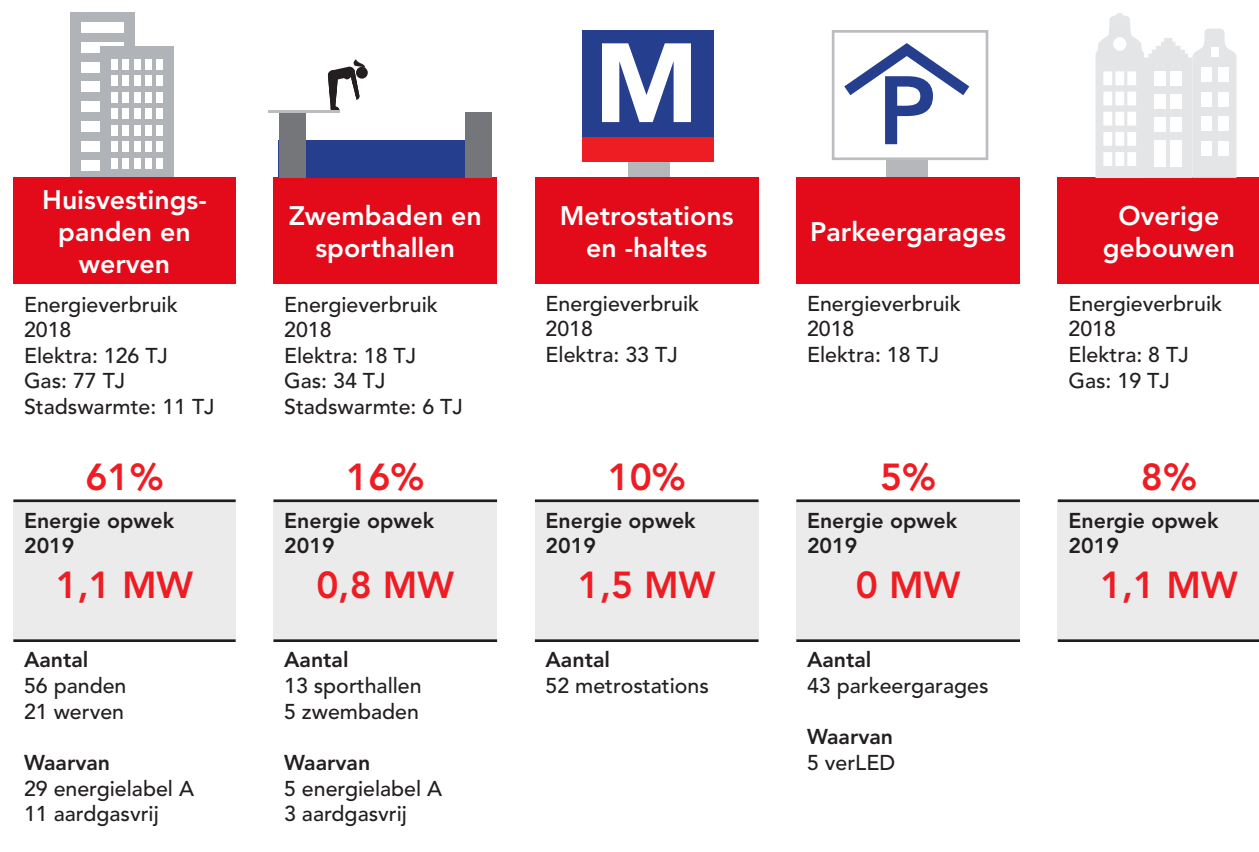 M
P
Huisvestings-
panden en
werven
Energieverbruik
2018
Elektra: 126 TJ
Gas: 77 TJ
Stadswarmte: 11 TJ
61%
Energie opwek
2019
1,1 MW
Aantal
56 panden
21 werven
Waarvan
29 energielabel A
11 aardgasvrij
Zwembaden en
sporthallen
Energieverbruik
2018
Elektra: 18 TJ
Gas: 34 TJ
Stadswarmte: 6 TJ
16%
Energie opwek
2019
0,8 MW
Aantal
13 sporthallen
5 zwembaden
Waarvan
5 energielabel A
3 aardgasvrij
Metrostations
en -haltes
Energieverbruik
2018
Elektra: 33 TJ
10%
Energie opwek
2019
1,5 MW
Aantal
52 metrostations
Parkeergarages
Energieverbruik
2018
Elektra: 18 TJ
5%
Energie opwek
2019
0 MW
Aantal
43 parkeergarages
Waarvan
5 verLED
Overige
gebouwen
Energieverbruik
2018
Elektra: 8 TJ
Gas: 19 TJ
8%
Energie opwek
2019
1,1 MW